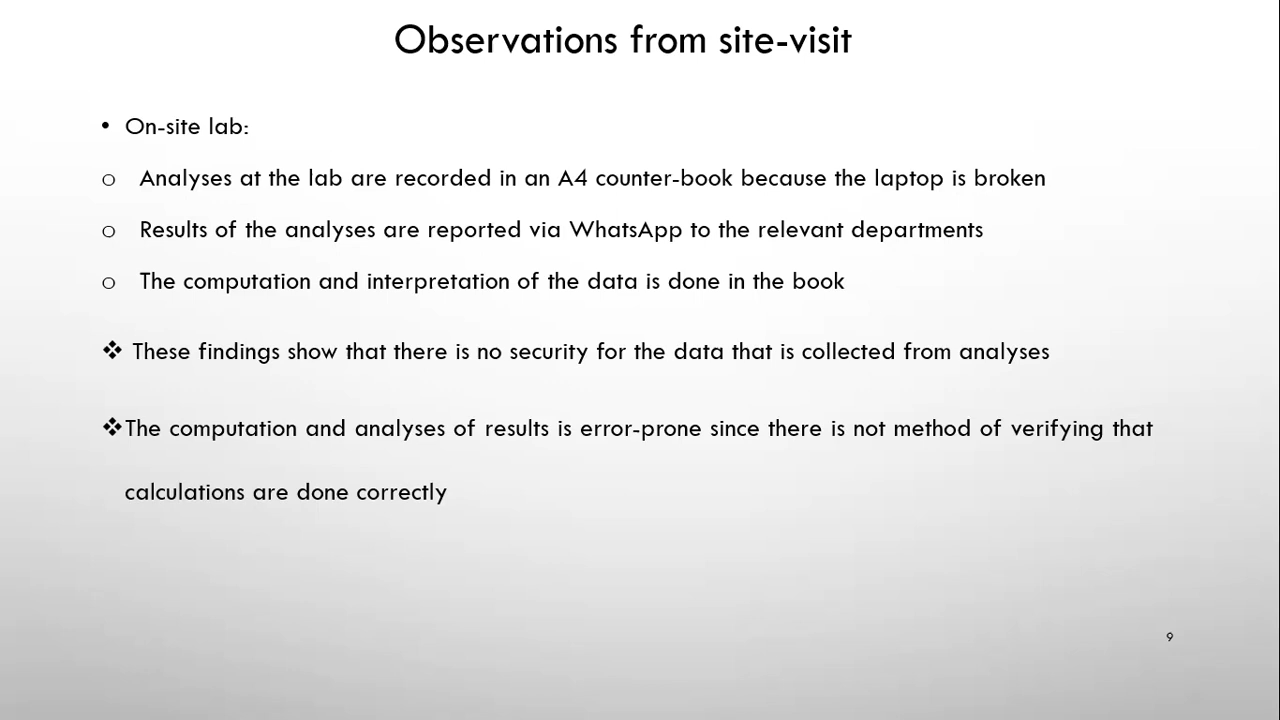 Observations from site-visit
• On-site lab:
o Analyses at the lab are recorded in an A4 counter-book because the laptop is broken
o Results of the analyses are reported via WhatsApp to the relevant departments
o The computation and interpretation of the data is done in the book
❖ These findings show that there is no security for the data that is collected from analyses
❖The computation and analyses of results is error-prone since there is not method of verifying that
calculations are done correctly
9